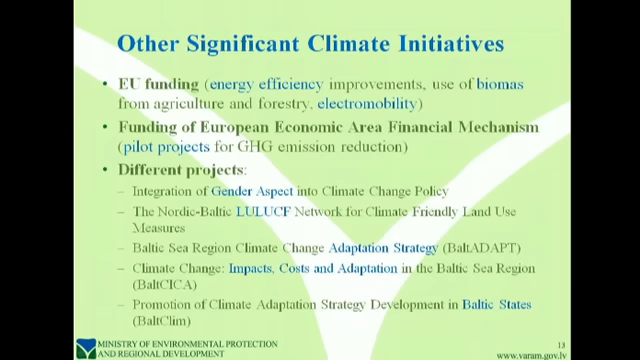 Other Significant Climate Initiatives
• EU funding (energy efficiency improvements, use of biomas
from agriculture and forestry, electromobility)
• Funding of European Economic Area Financial Mechanism
(pilot projects for GHG emission reduction)
• Different projects:
– Integration of Gender Aspect into Climate Change Policy
– The Nordic-Baltic LULUCF Network for Climate Friendly Land Use
Measures
– Baltic Sea Region Climate Change Adaptation Strategy (BaltADAPT)
– Climate Change: Impacts, Costs and Adaptation in the Baltic Sea Region
(BaltCICA)
– Promotion of Climate Adaptation Strategy Development in Baltic States
(BaltClim)
MINISTRY OF ENVIRONMENTAL PROTECTION
AND REGIONAL DEVELOPMENT
13
www.varam.gov.lv